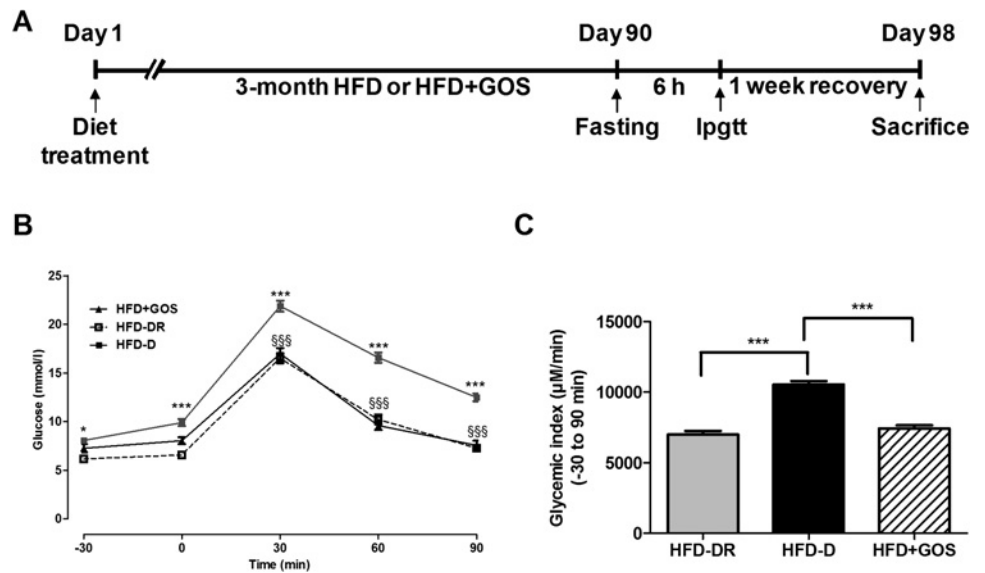 A
Day 1
Day 90
Day 98
3-month HFD or HFD+GOS
6 h
1 week recovery
Diet
treatment
Fasting
Ipgtt
Sacrifice
B
Glucose (mmol/l)
25
20
15
10
5
0
HFD+GOS
HFD-DR
HFD-D
*
***
***
***
***
§§§
§§§
§§§
-30
0
30
60
90
Time (min)
C
Glycemic index (μM/min)
(-30 to 90 min)
15000
10000
5000
0
***
***
HFD-DR
HFD-D
HFD+GOS